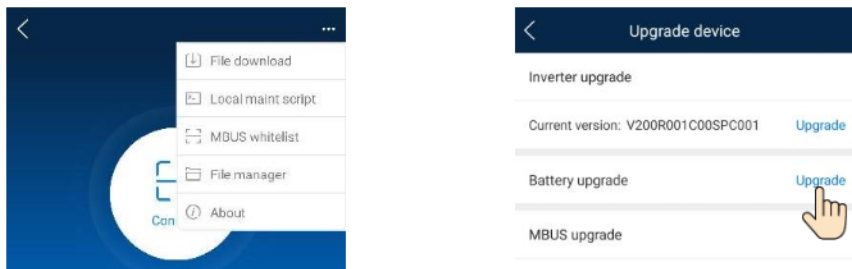 File download
Local maint script
MBUS whitelist
File manager
About
Con
Upgrade device
Inverter upgrade
Current version: V200R001C00SPC001 Upgrade
Battery upgrade Upgrade
MBUS upgrade